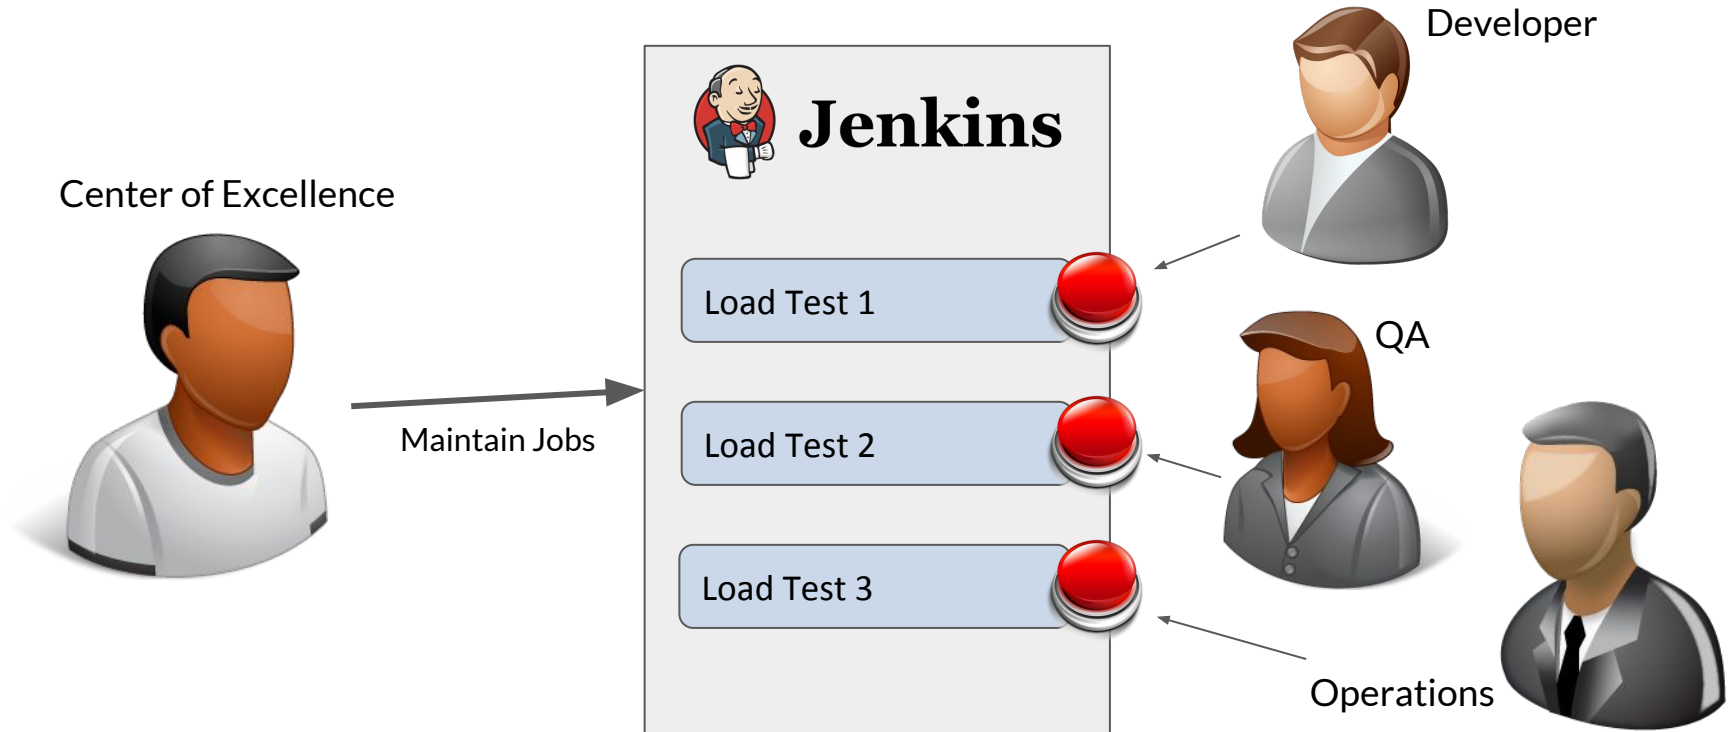 Developer
Jenkins
Center of Excellence
Load Test 1
QA
Maintain Jobs
Load Test 2
Load Test 3
Operations